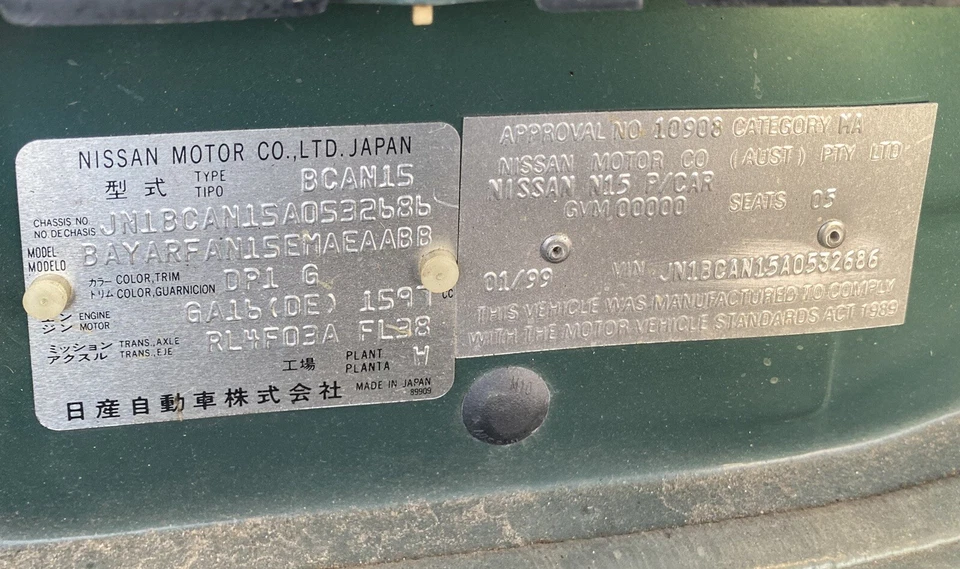 NISSAN MOTOR CO.,LTD. JAPAN
型式 TYPE TIPO BCAN15
CHASSIS NO. NO. DE CHASIS JN1BCAN15A0532686
MODEL MODELO BAYARFAN15EMAEAABB
カラー COLOR,TRIM DP1 G
トリム COLOR,GUARNICION
エンジン ENGINE MOTOR GA16(DE) 1597 CC
ミッション TRANS.,AXLE RL4F03A FL38
アクスル TRANS.,EJE
工場 PLANT PLANTA W
日産自動車株式会社 MADE IN JAPAN
89909
APPROVAL NO. 10908 CATEGORY MA
NISSAN MOTOR CO (AUST) PTY LTD
NISSAN N15 P/CAR
GVM 00000 SEATS 05
01/99 VIN JN1BCAN15A0532686
THIS VEHICLE WAS MANUFACTURED TO COMPLY
WITH THE MOTOR VEHICLE STANDARDS ACT 1989